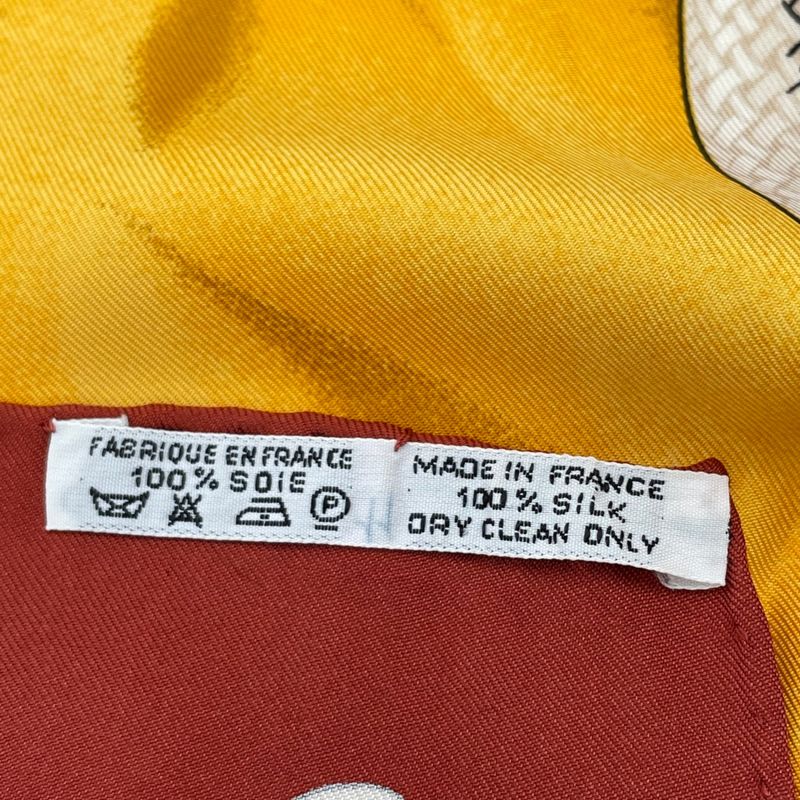 FABRIQUE EN FRANCE
100% SOIE
P
MADE IN FRANCE
100% SILK
DRY CLEAN ONLY